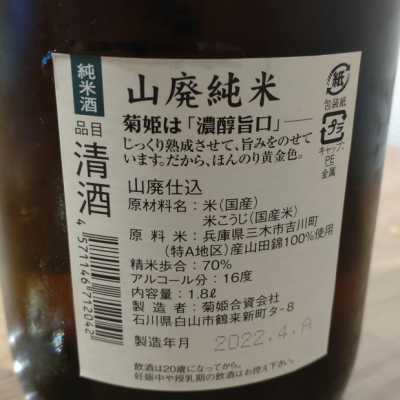 純米酒
品目
清酒
4571146712042
山廃純米
菊姫は「濃醇旨口」――
じっくり熟成させて、旨みをのせて
います。だから、ほんのり黄金色。
山廃仕込
原材料名：米（国産）
米こうじ（国産米）
原料米：兵庫県三木市吉川町
（特A地区）産山田錦100%使用
精米歩合：70%
アルコール分：16度
内容量：1.8ℓ
製造者：菊姫合資会社
石川県白山市鶴来新町タ-8
製造年月 2022.4.A
飲酒は20歳になってから。
妊娠中や授乳期の飲酒はお控え下さい。
紙
包装紙
プラ
キャップ：
PE
金属